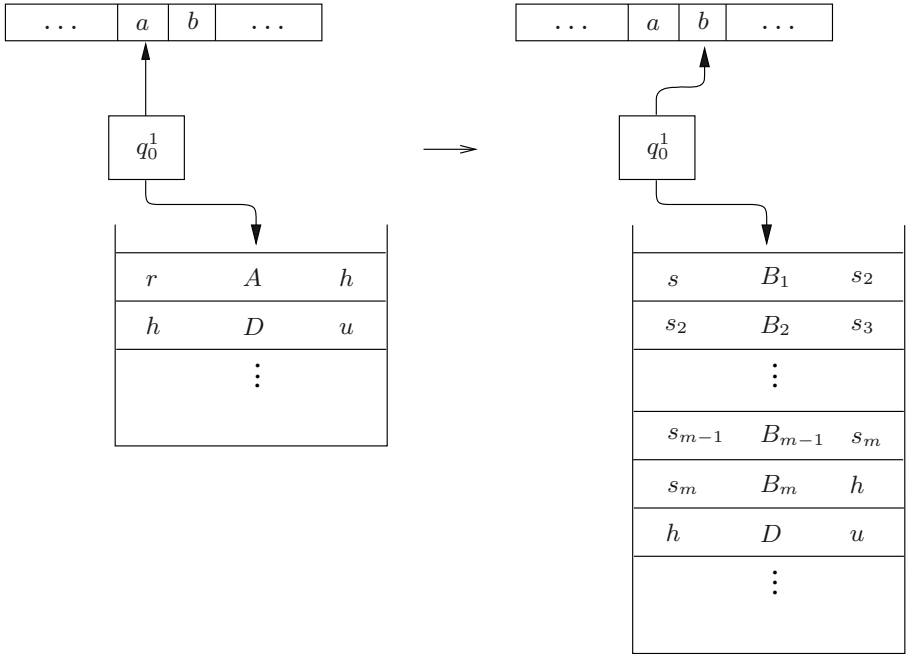 ... a b ...
... a b ...
q_0^1
q_0^1
r A h
h D u
⋮
s B_1 s_2
s_2 B_2 s_3
⋮
s_{m−1} B_{m−1} s_m
s_m B_m h
h D u
⋮